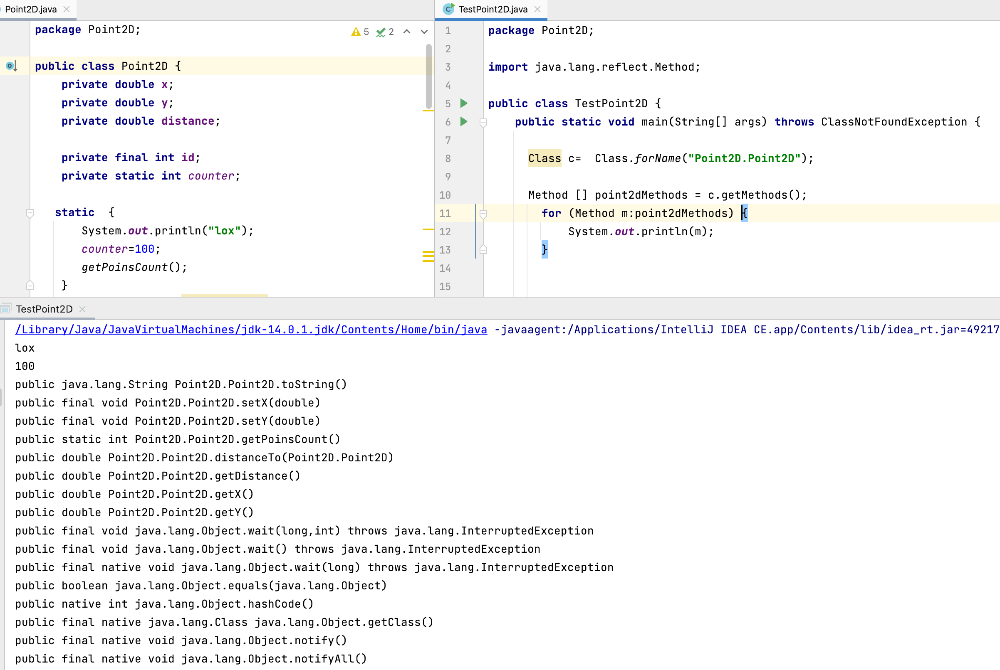 Point2D.java
package Point2D;
5 2
public class Point2D {
private double x;
private double y;
private double distance;
private final int id;
private static int counter;
static  {
System.out.println("lox");
counter=100;
getPoinsCount();
}
TestPoint2D.java
1 package Point2D;
2
3 import java.lang.reflect.Method;
4
5 public class TestPoint2D {
6 public static void main(String[] args) throws ClassNotFoundException {
7
8 Class c=  Class.forName("Point2D.Point2D");
9
10 Method [] point2dMethods = c.getMethods();
11 for (Method m:point2dMethods) {
12 System.out.println(m);
13 }
14
15
TestPoint2D
/Library/Java/JavaVirtualMachines/jdk-14.0.1.jdk/Contents/Home/bin/java -javaagent:/Applications/IntelliJ IDEA CE.app/Contents/lib/idea_rt.jar=49217
lox
100
public java.lang.String Point2D.Point2D.toString()
public final void Point2D.Point2D.setX(double)
public final void Point2D.Point2D.setY(double)
public static int Point2D.Point2D.getPoinsCount()
public double Point2D.Point2D.distanceTo(Point2D.Point2D)
public double Point2D.Point2D.getDistance()
public double Point2D.Point2D.getX()
public double Point2D.Point2D.getY()
public final void java.lang.Object.wait(long,int) throws java.lang.InterruptedException
public final void java.lang.Object.wait() throws java.lang.InterruptedException
public final native void java.lang.Object.wait(long) throws java.lang.InterruptedException
public boolean java.lang.Object.equals(java.lang.Object)
public native int java.lang.Object.hashCode()
public final native java.lang.Class java.lang.Object.getClass()
public final native void java.lang.Object.notify()
public final native void java.lang.Object.notifyAll()